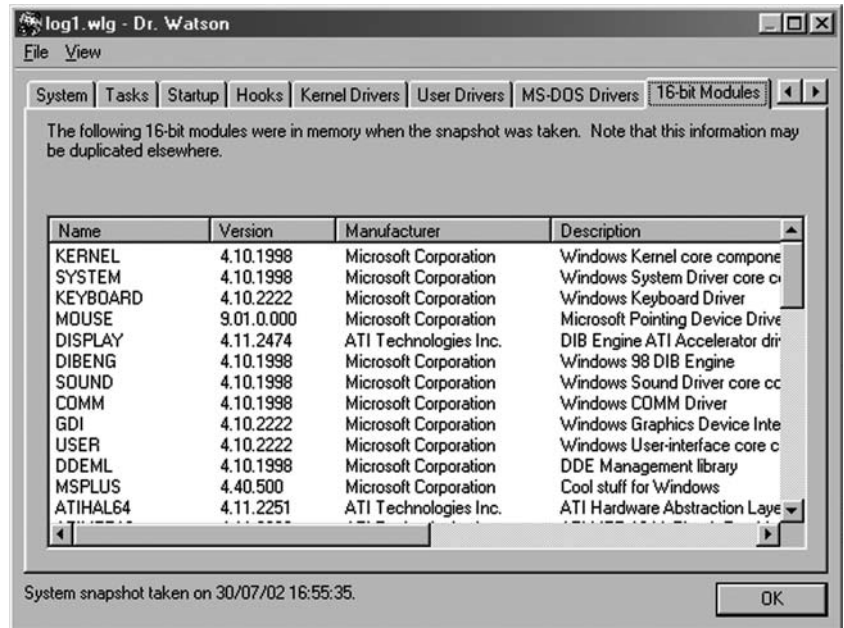 log1.wlg - Dr. Watson
File View
System Tasks Startup Hooks Kernel Drivers User Drivers MS-DOS Drivers 16-bit Modules
The following 16-bit modules were in memory when the snapshot was taken. Note that this information may
be duplicated elsewhere.
Name Version Manufacturer Description
KERNEL 4.10.1998 Microsoft Corporation Windows Kernel core compone
SYSTEM 4.10.1998 Microsoft Corporation Windows System Driver core c
KEYBOARD 4.10.2222 Microsoft Corporation Windows Keyboard Driver
MOUSE 9.01.0.000 Microsoft Corporation Microsoft Pointing Device Drive
DISPLAY 4.11.2474 ATI Technologies Inc. DIB Engine ATI Accelerator dri
DIBENG 4.10.1998 Microsoft Corporation Windows 98 DIB Engine
SOUND 4.10.1998 Microsoft Corporation Windows Sound Driver core cc
COMM 4.10.1998 Microsoft Corporation Windows COMM Driver
GDI 4.10.2222 Microsoft Corporation Windows Graphics Device Inte
USER 4.10.2222 Microsoft Corporation Windows User-interface core c
DDEML 4.10.1998 Microsoft Corporation DDE Management library
MSPLUS 4.40.500 Microsoft Corporation Cool stuff for Windows
ATIHAL64 4.11.2251 ATI Technologies Inc. ATI Hardware Abstraction Laye
System snapshot taken on 30/07/02 16:55:35.
OK